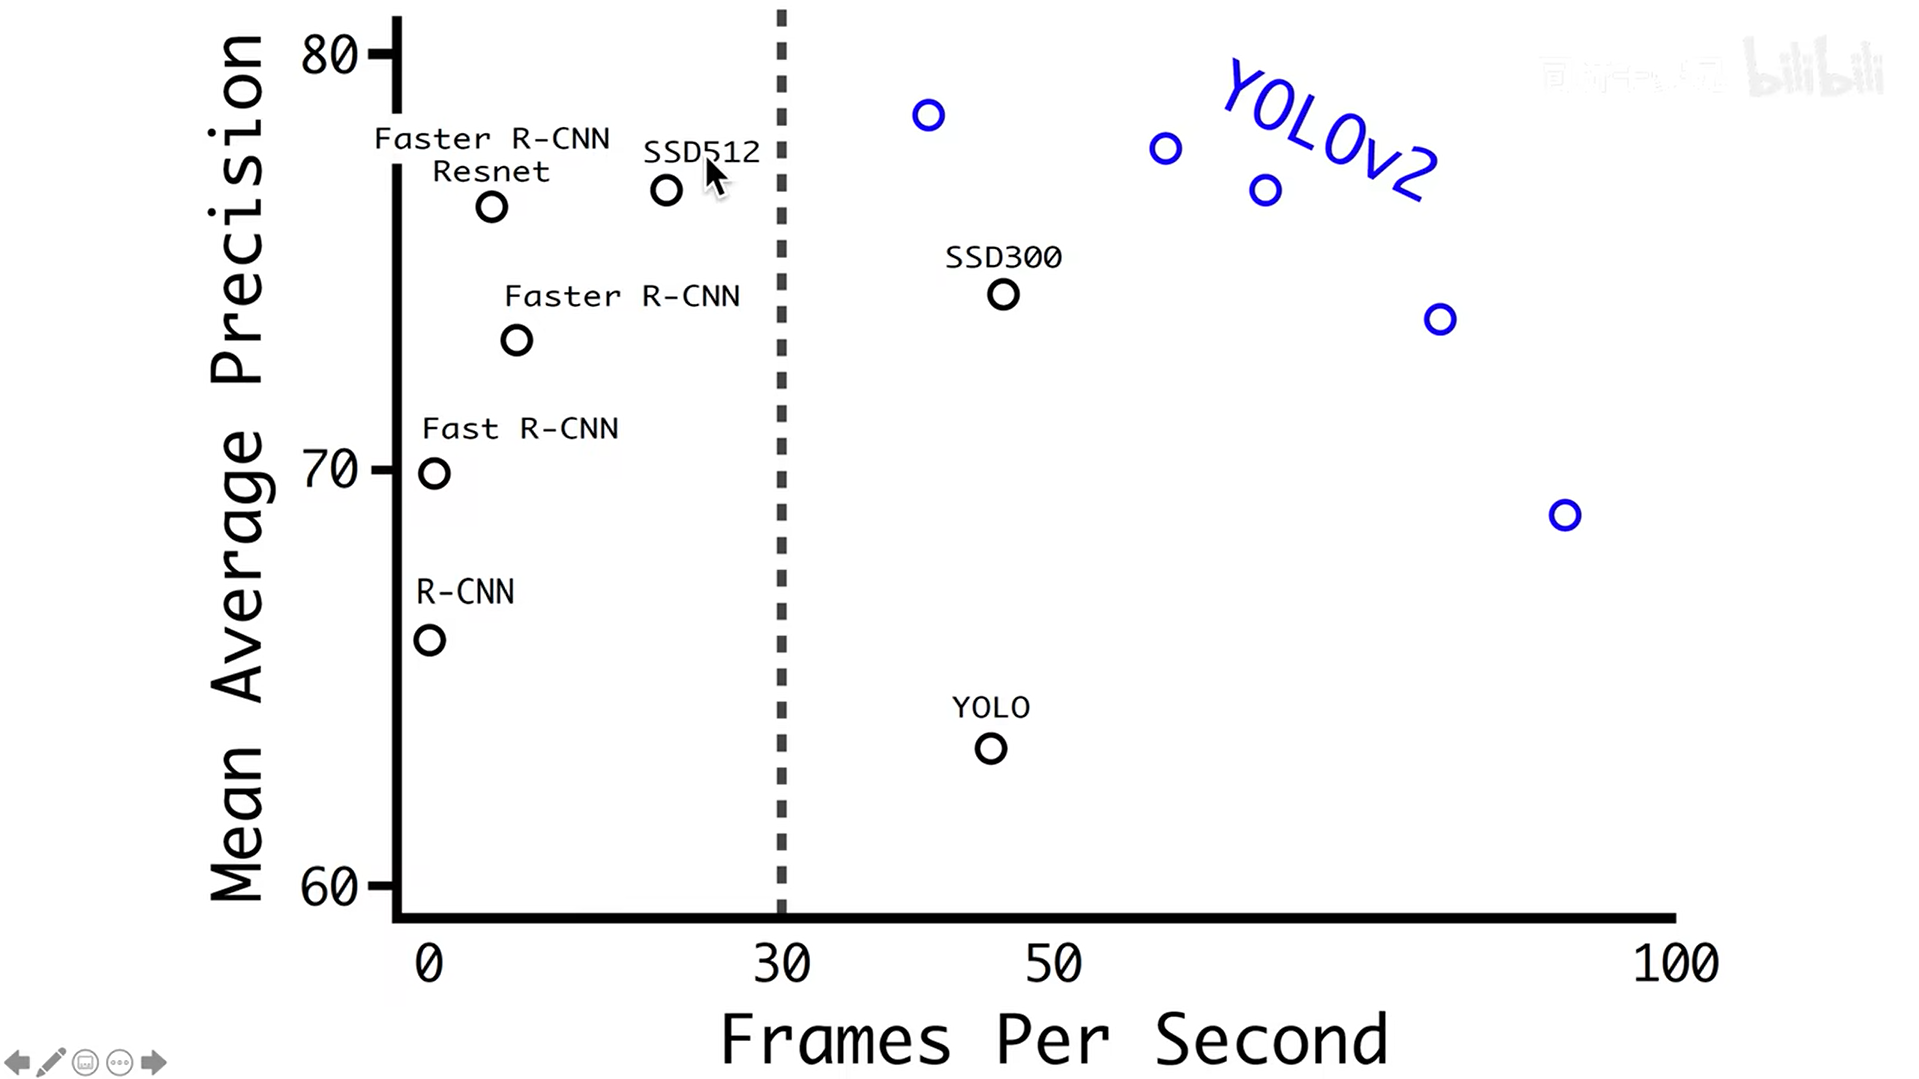 Mean Average Precision
80
70
60
Faster R-CNN
Resnet
SSD512
Faster R-CNN
Fast R-CNN
R-CNN
SSD300
YOLO
YOLOv2
bilibili
0
30
50
100
Frames Per Second